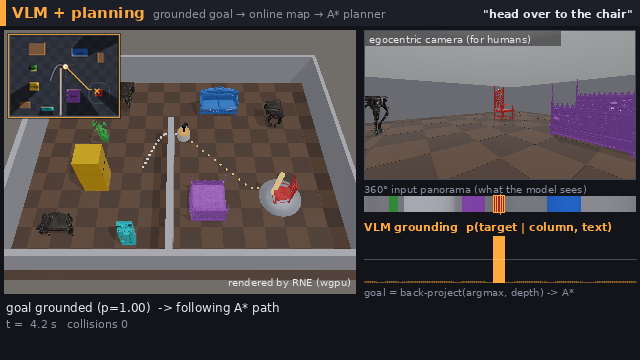 VLM + planning grounded goal → online map → A* planner "head over to the chair"
egocentric camera (for humans)
360° input panorama (what the model sees)
VLM grounding p(target | column, text)
rendered by RNE (wgpu)
goal = back-project(argmax, depth) -> A*
goal grounded (p=1.00) -> following A* path
t = 4.2 s collisions 0